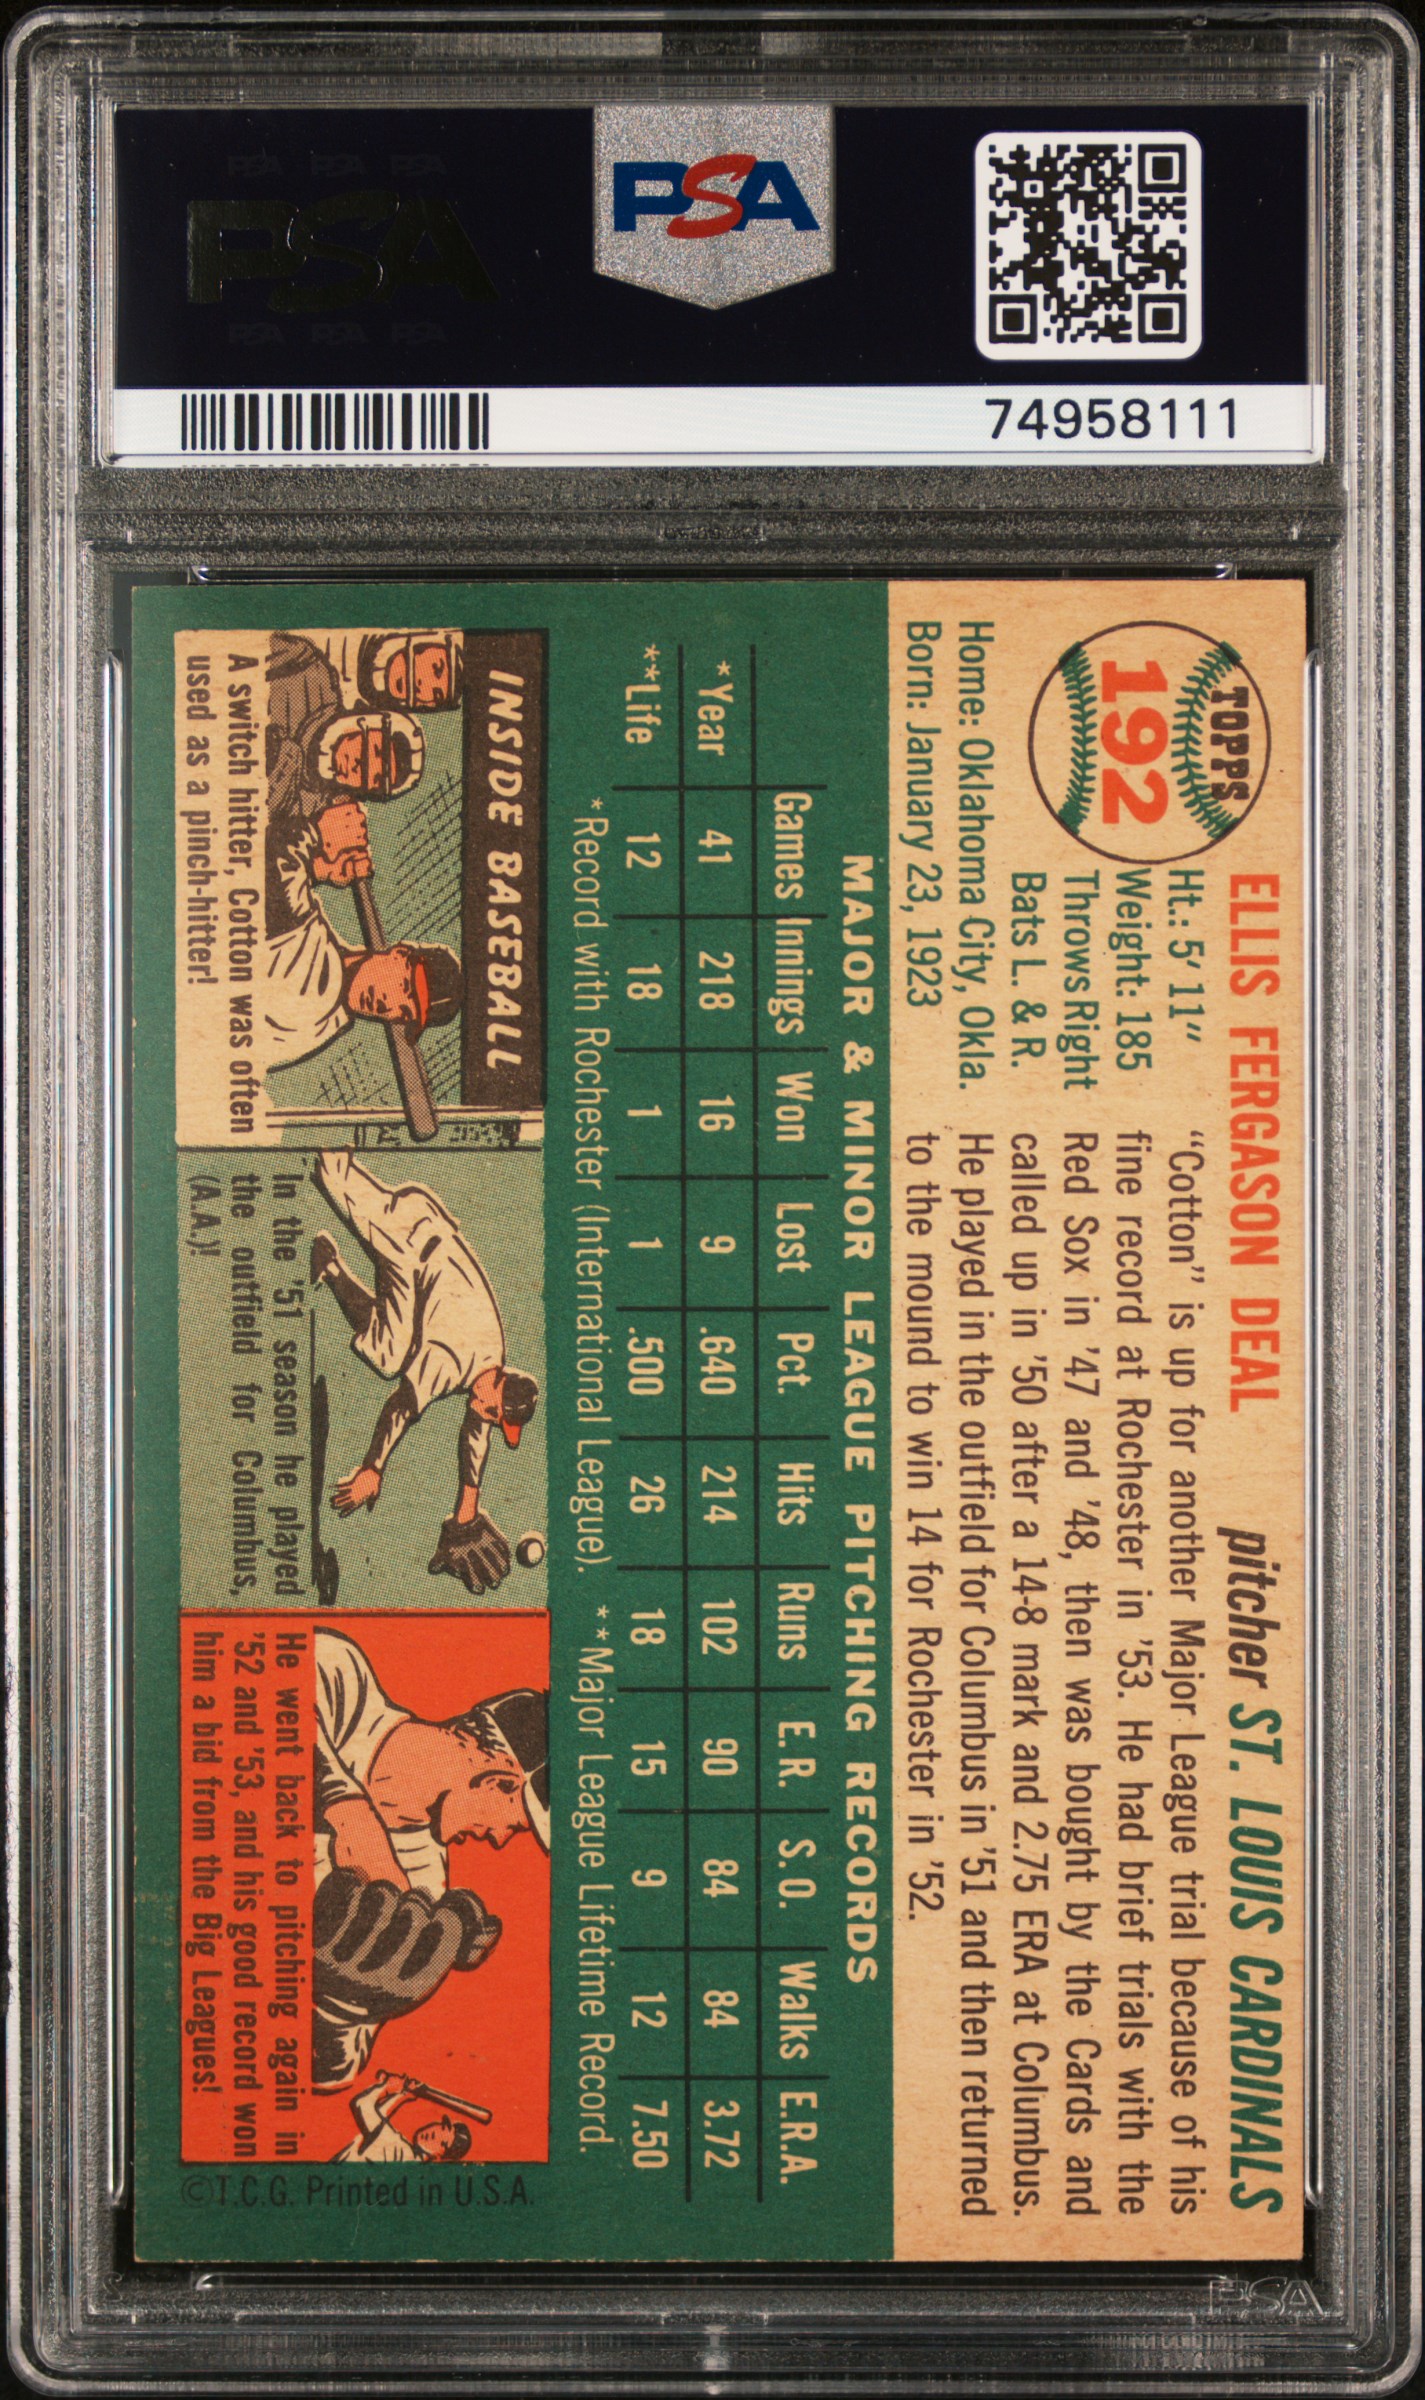 PSA PSA PSA
PSA
PSA PSA PSA
PSA
74958111
TOPPS
192
ELLIS FERGASON DEAL pitcher ST. LOUIS CARDINALS
Ht.: 5' 11"
Weight: 185
Throws Right
Bats L. & R.
Home: Oklahoma City, Okla.
Born: January 23, 1923
"Cotton" is up for another Major League trial because of his
fine record at Rochester in '53. He had brief trials with the
Red Sox in '47 and '48, then was bought by the Cards and
called up in '50 after a 14-8 mark and 2.75 ERA at Columbus.
He played in the outfield for Columbus in '51 and then returned
to the mound to win 14 for Rochester in '52.
MAJOR & MINOR LEAGUE PITCHING RECORDS
Games Innings Won Lost Pct. Hits Runs E. R. S. O. Walks E.R.A.
*Year 41 218 16 9 .640 214 102 90 84 84 3.72
**Life 12 18 1 1 .500 26 18 15 9 12 7.50
*Record with Rochester (International League). **Major League Lifetime Record.
INSIDE BASEBALL
A switch hitter, Cotton was often
used as a pinch-hitter!
In the '51 season he played
the outfield for Columbus,
(A.A.)!
He went back to pitching again in
'52 and '53, and his good record won
him a bid from the Big Leagues!
©T.C.G. Printed in U.S.A.
PSA